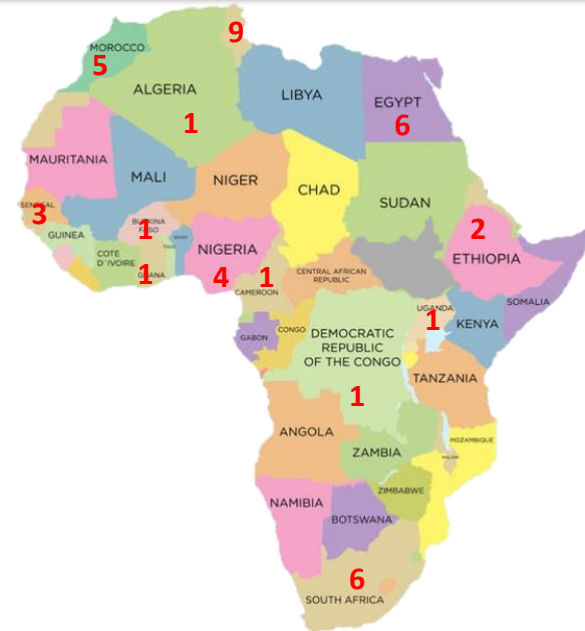 9
MOROCCO
5
ALGERIA
1
LIBYA
EGYPT
6
MAURITANIA
MALI
NIGER
CHAD
SUDAN
SENEGAL
3
GUINEA
BURKINA
FASO
1
COTE
D´IVOIRE
GHANA
1
NIGERIA
4
CAMEROON
1
CENTRAL AFRICAN
REPUBLIC
2
ETHIOPIA
SOMALIA
UGANDA
1
KENYA
GABON
CONGO
DEMOCRATIC
REPUBLIC
OF THE CONGO
1
TANZANIA
ANGOLA
ZAMBIA
MOZAMBIQUE
ZIMBABWE
NAMIBIA
BOTSWANA
6
SOUTH AFRICA